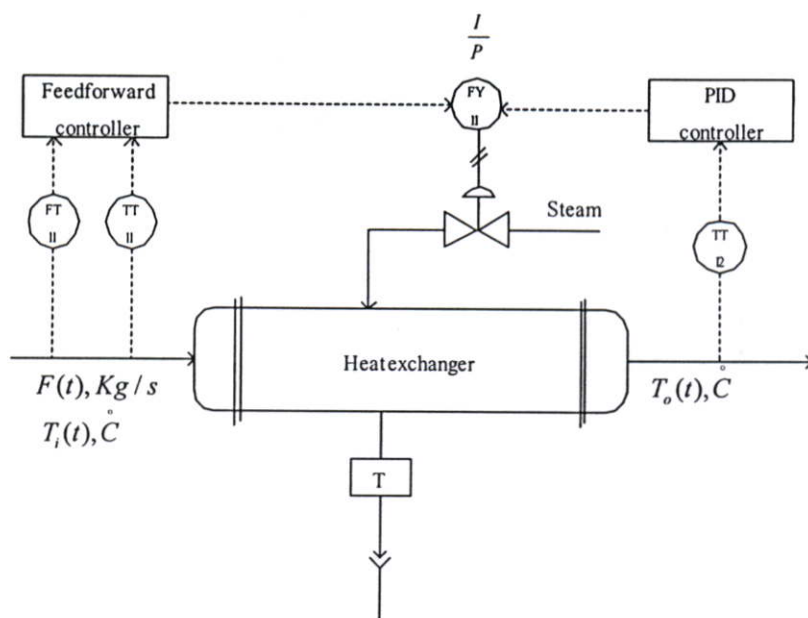 I
P
Feedforward
controller
FY
11
PID
controller
FT
11
TT
11
Steam
TT
12
Heatexchanger
F(t), Kg / s
T_i(t), C°
T_o(t), C°
T